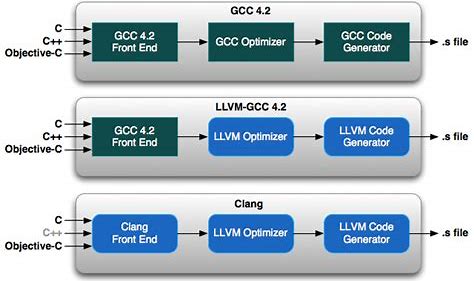 GCC 4.2
C
C++
Objective-C
GCC 4.2
Front End
GCC Optimizer
GCC Code
Generator
.s file
LLVM-GCC 4.2
C
C++
Objective-C
GCC 4.2
Front End
LLVM Optimizer
LLVM Code
Generator
.s file
Clang
C
C++
Objective-C
Clang
Front End
LLVM Optimizer
LLVM Code
Generator
.s file